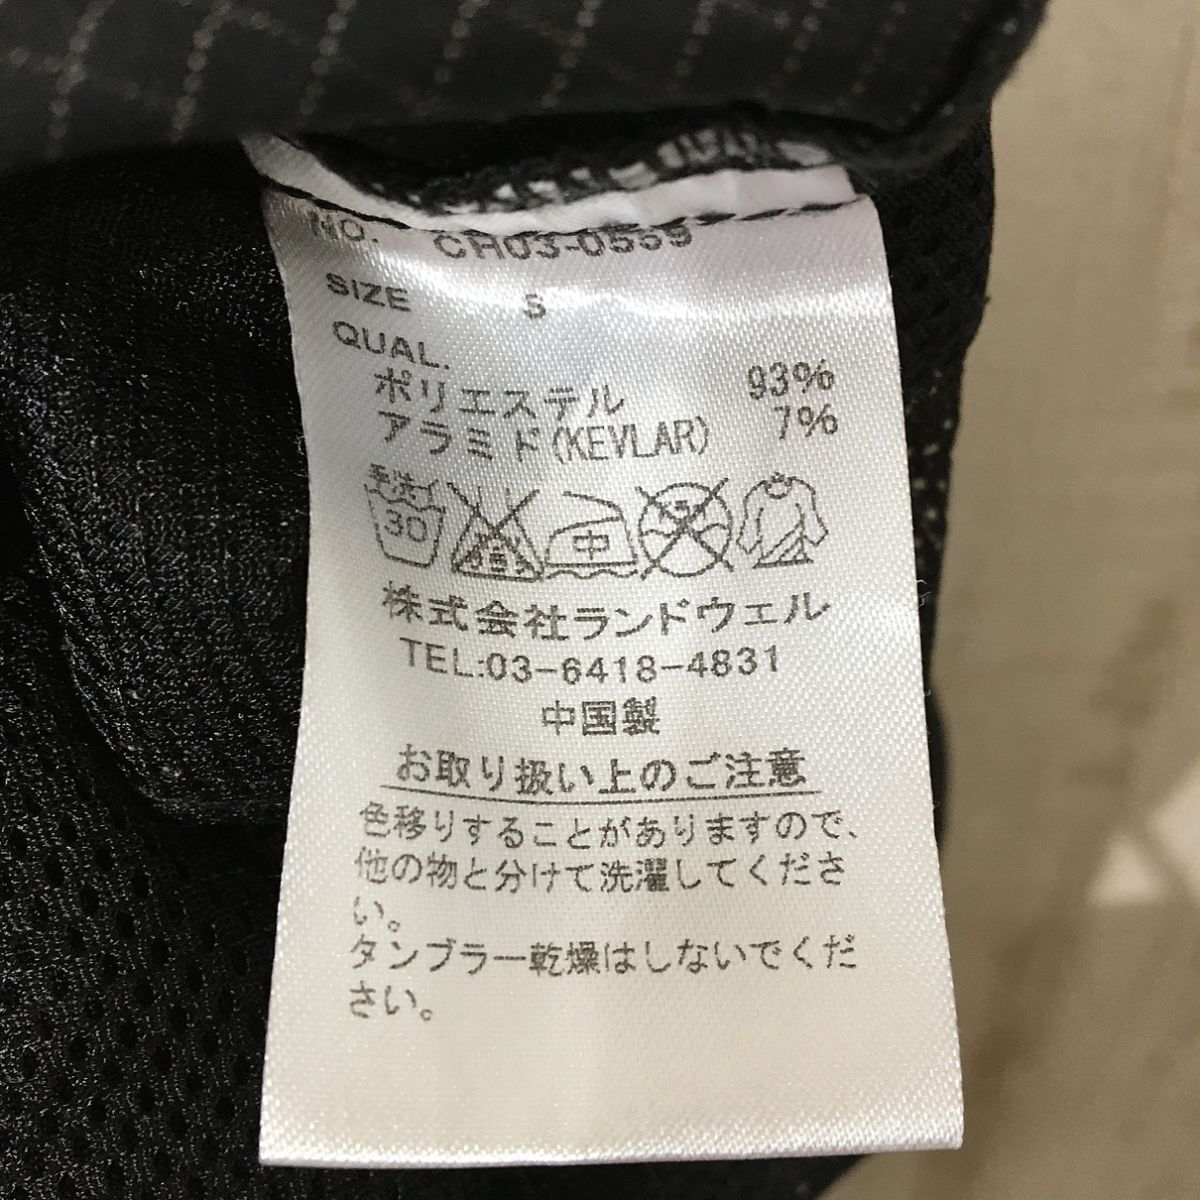 NO. CH03-0559
SIZE S
QUAL.
ポリエステル 93%
アラミド(KEVLAR) 7%
手洗イ
30
中
株式会社ランドウェル
TEL:03-6418-4831
中国製
お取り扱い上のご注意
色移りすることがありますので、
他の物と分けて洗濯してくださ
い。
タンブラー乾燥はしないでくだ
さい。